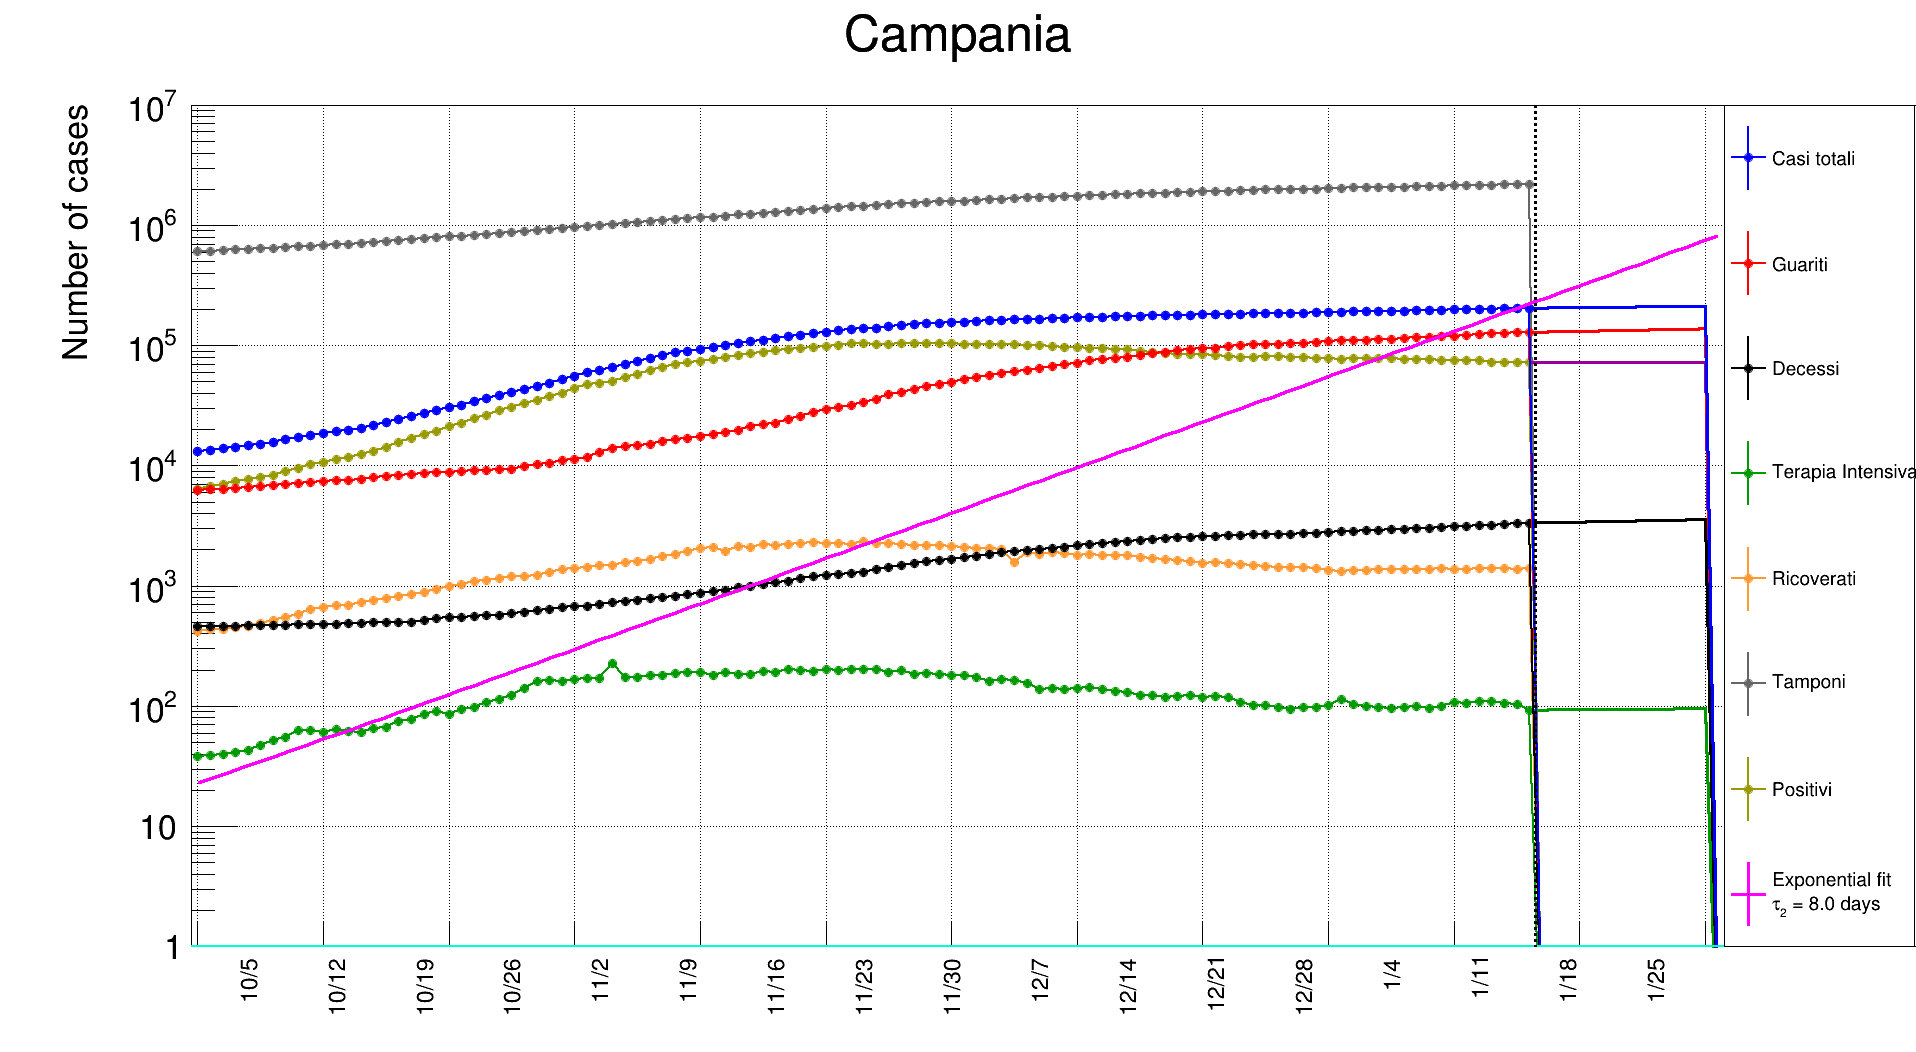 Campania
Number of cases
10^7
10^6
10^5
10^4
10^3
10^2
10
1
10/5
10/12
10/19
10/26
11/2
11/9
11/16
11/23
11/30
12/7
12/14
12/21
12/28
1/4
1/11
1/18
1/25
Casi totali
Guariti
Decessi
Terapia Intensiva
Ricoverati
Tamponi
Positivi
Exponential fit
τ₂ = 8.0 days